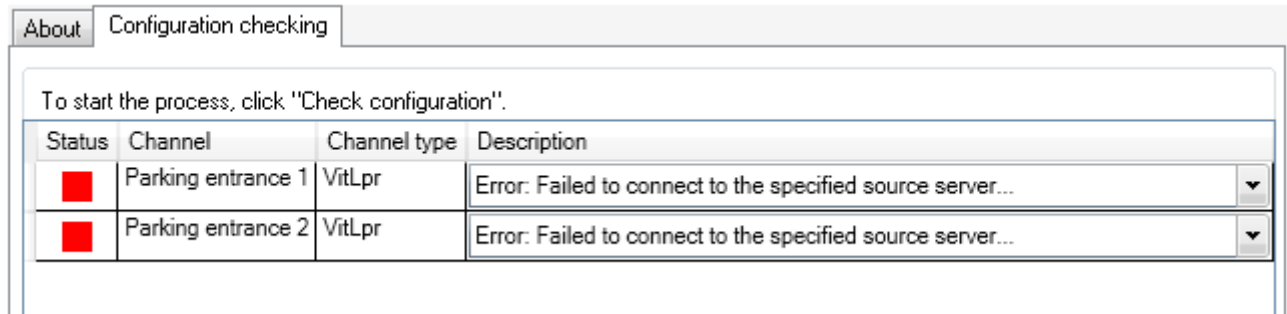 About Configuration checking
To start the process, click "Check configuration".
Status Channel Channel type Description
Parking entrance 1 VitLpr Error: Failed to connect to the specified source server...
Parking entrance 2 VitLpr Error: Failed to connect to the specified source server...